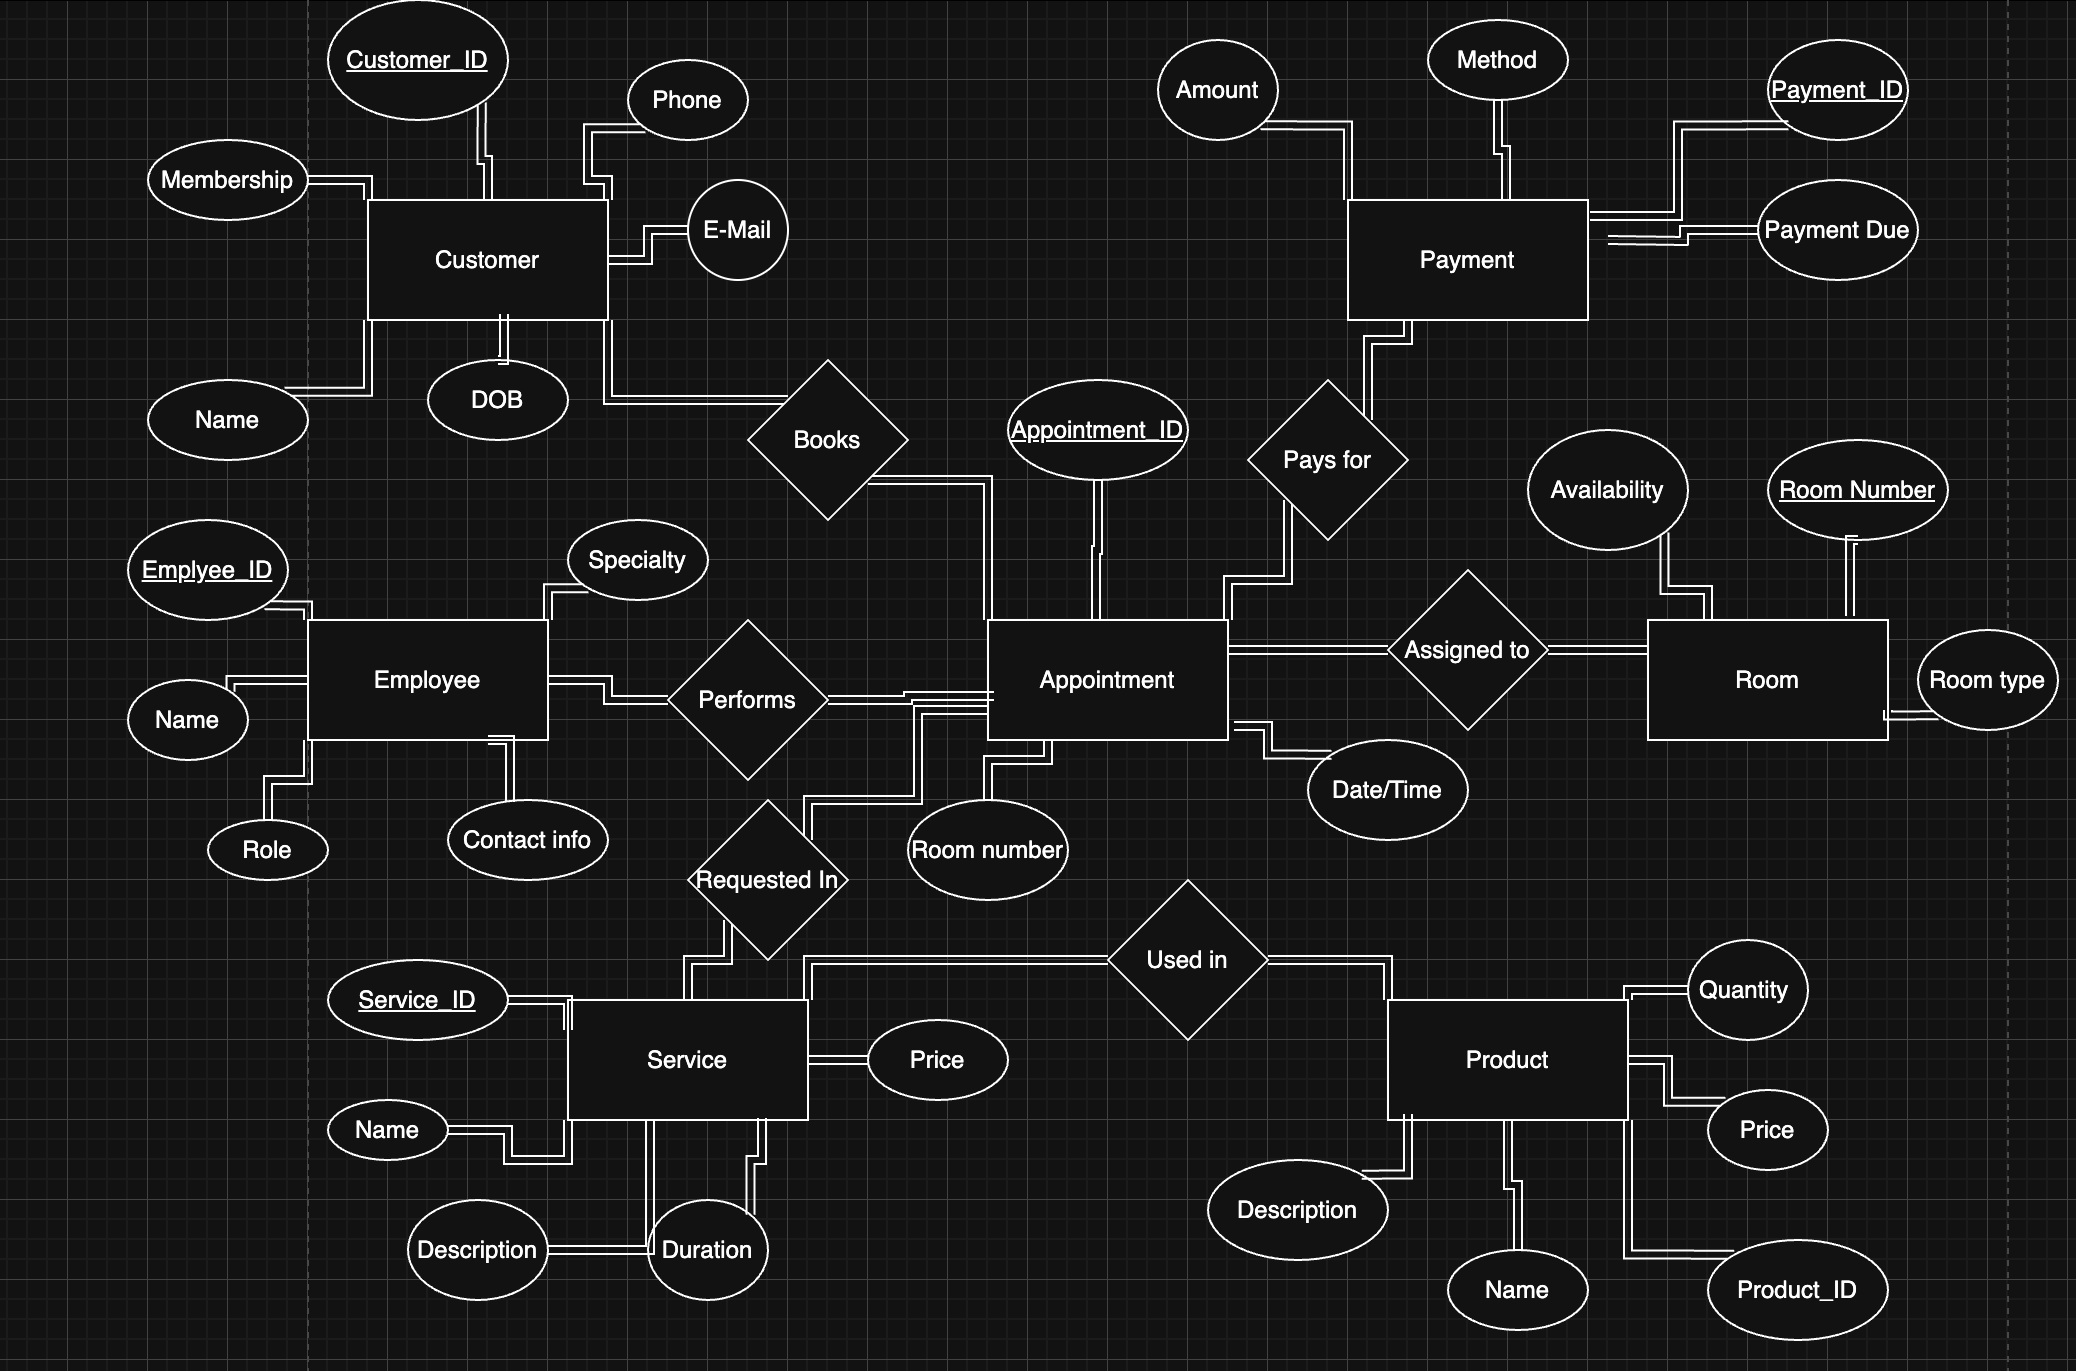 Customer_ID
Phone
Membership
E-Mail
Customer
Name
DOB
Books
Amount
Method
Payment_ID
Payment Due
Payment
Appointment_ID
Pays for
Availability
Room Number
Emplyee_ID
Specialty
Employee
Name
Performs
Role
Contact info
Appointment
Assigned to
Room
Room type
Date/Time
Room number
Requested In
Used in
Service_ID
Service
Price
Name
Description
Duration
Product
Quantity
Price
Description
Name
Product_ID